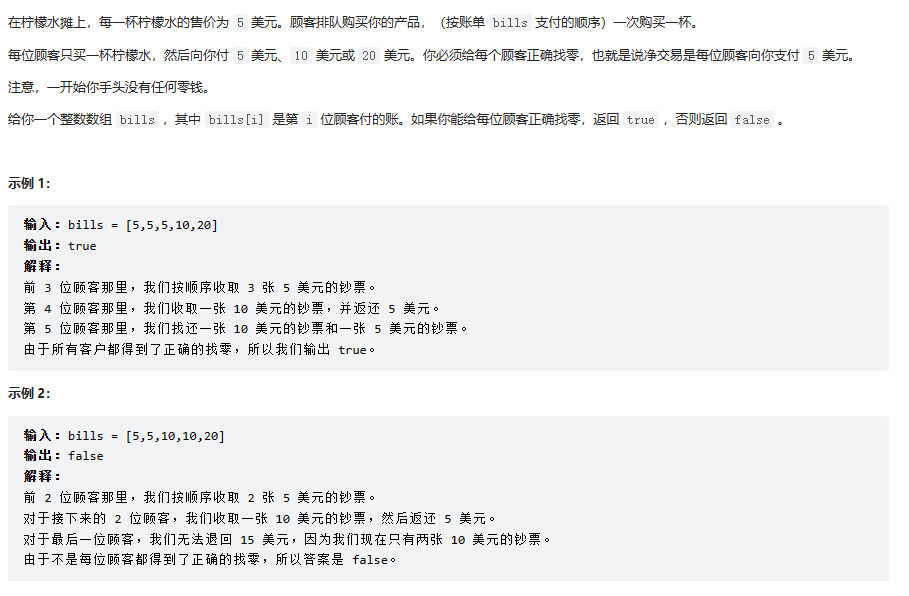 在柠檬水摊上，每一杯柠檬水的售价为 5 美元。顾客排队购买你的产品，（按账单 bills 支付的顺序）一次购买一杯。
每位顾客只买一杯柠檬水，然后向你付 5 美元、10 美元或 20 美元。你必须给每个顾客正确找零，也就是说净交易是每位顾客向你支付 5 美元。
注意，一开始你手头没有任何零钱。
给你一个整数数组 bills ，其中 bills[i] 是第 i 位顾客付的账。如果你能给每位顾客正确找零，返回 true ，否则返回 false 。
示例 1：
输入：bills = [5,5,5,10,20]
输出：true
解释：
前 3 位顾客那里，我们按顺序收取 3 张 5 美元的钞票。
第 4 位顾客那里，我们收取一张 10 美元的钞票，并返还 5 美元。
第 5 位顾客那里，我们找还一张 10 美元的钞票和一张 5 美元的钞票。
由于所有客户都得到了正确的找零，所以我们输出 true。
示例 2：
输入：bills = [5,5,10,10,20]
输出：false
解释：
前 2 位顾客那里，我们按顺序收取 2 张 5 美元的钞票。
对于接下来的 2 位顾客，我们收取一张 10 美元的钞票，然后返还 5 美元。
对于最后一位顾客，我们无法退回 15 美元，因为我们现在只有两张 10 美元的钞票。
由于不是每位顾客都得到了正确的找零，所以答案是 false。